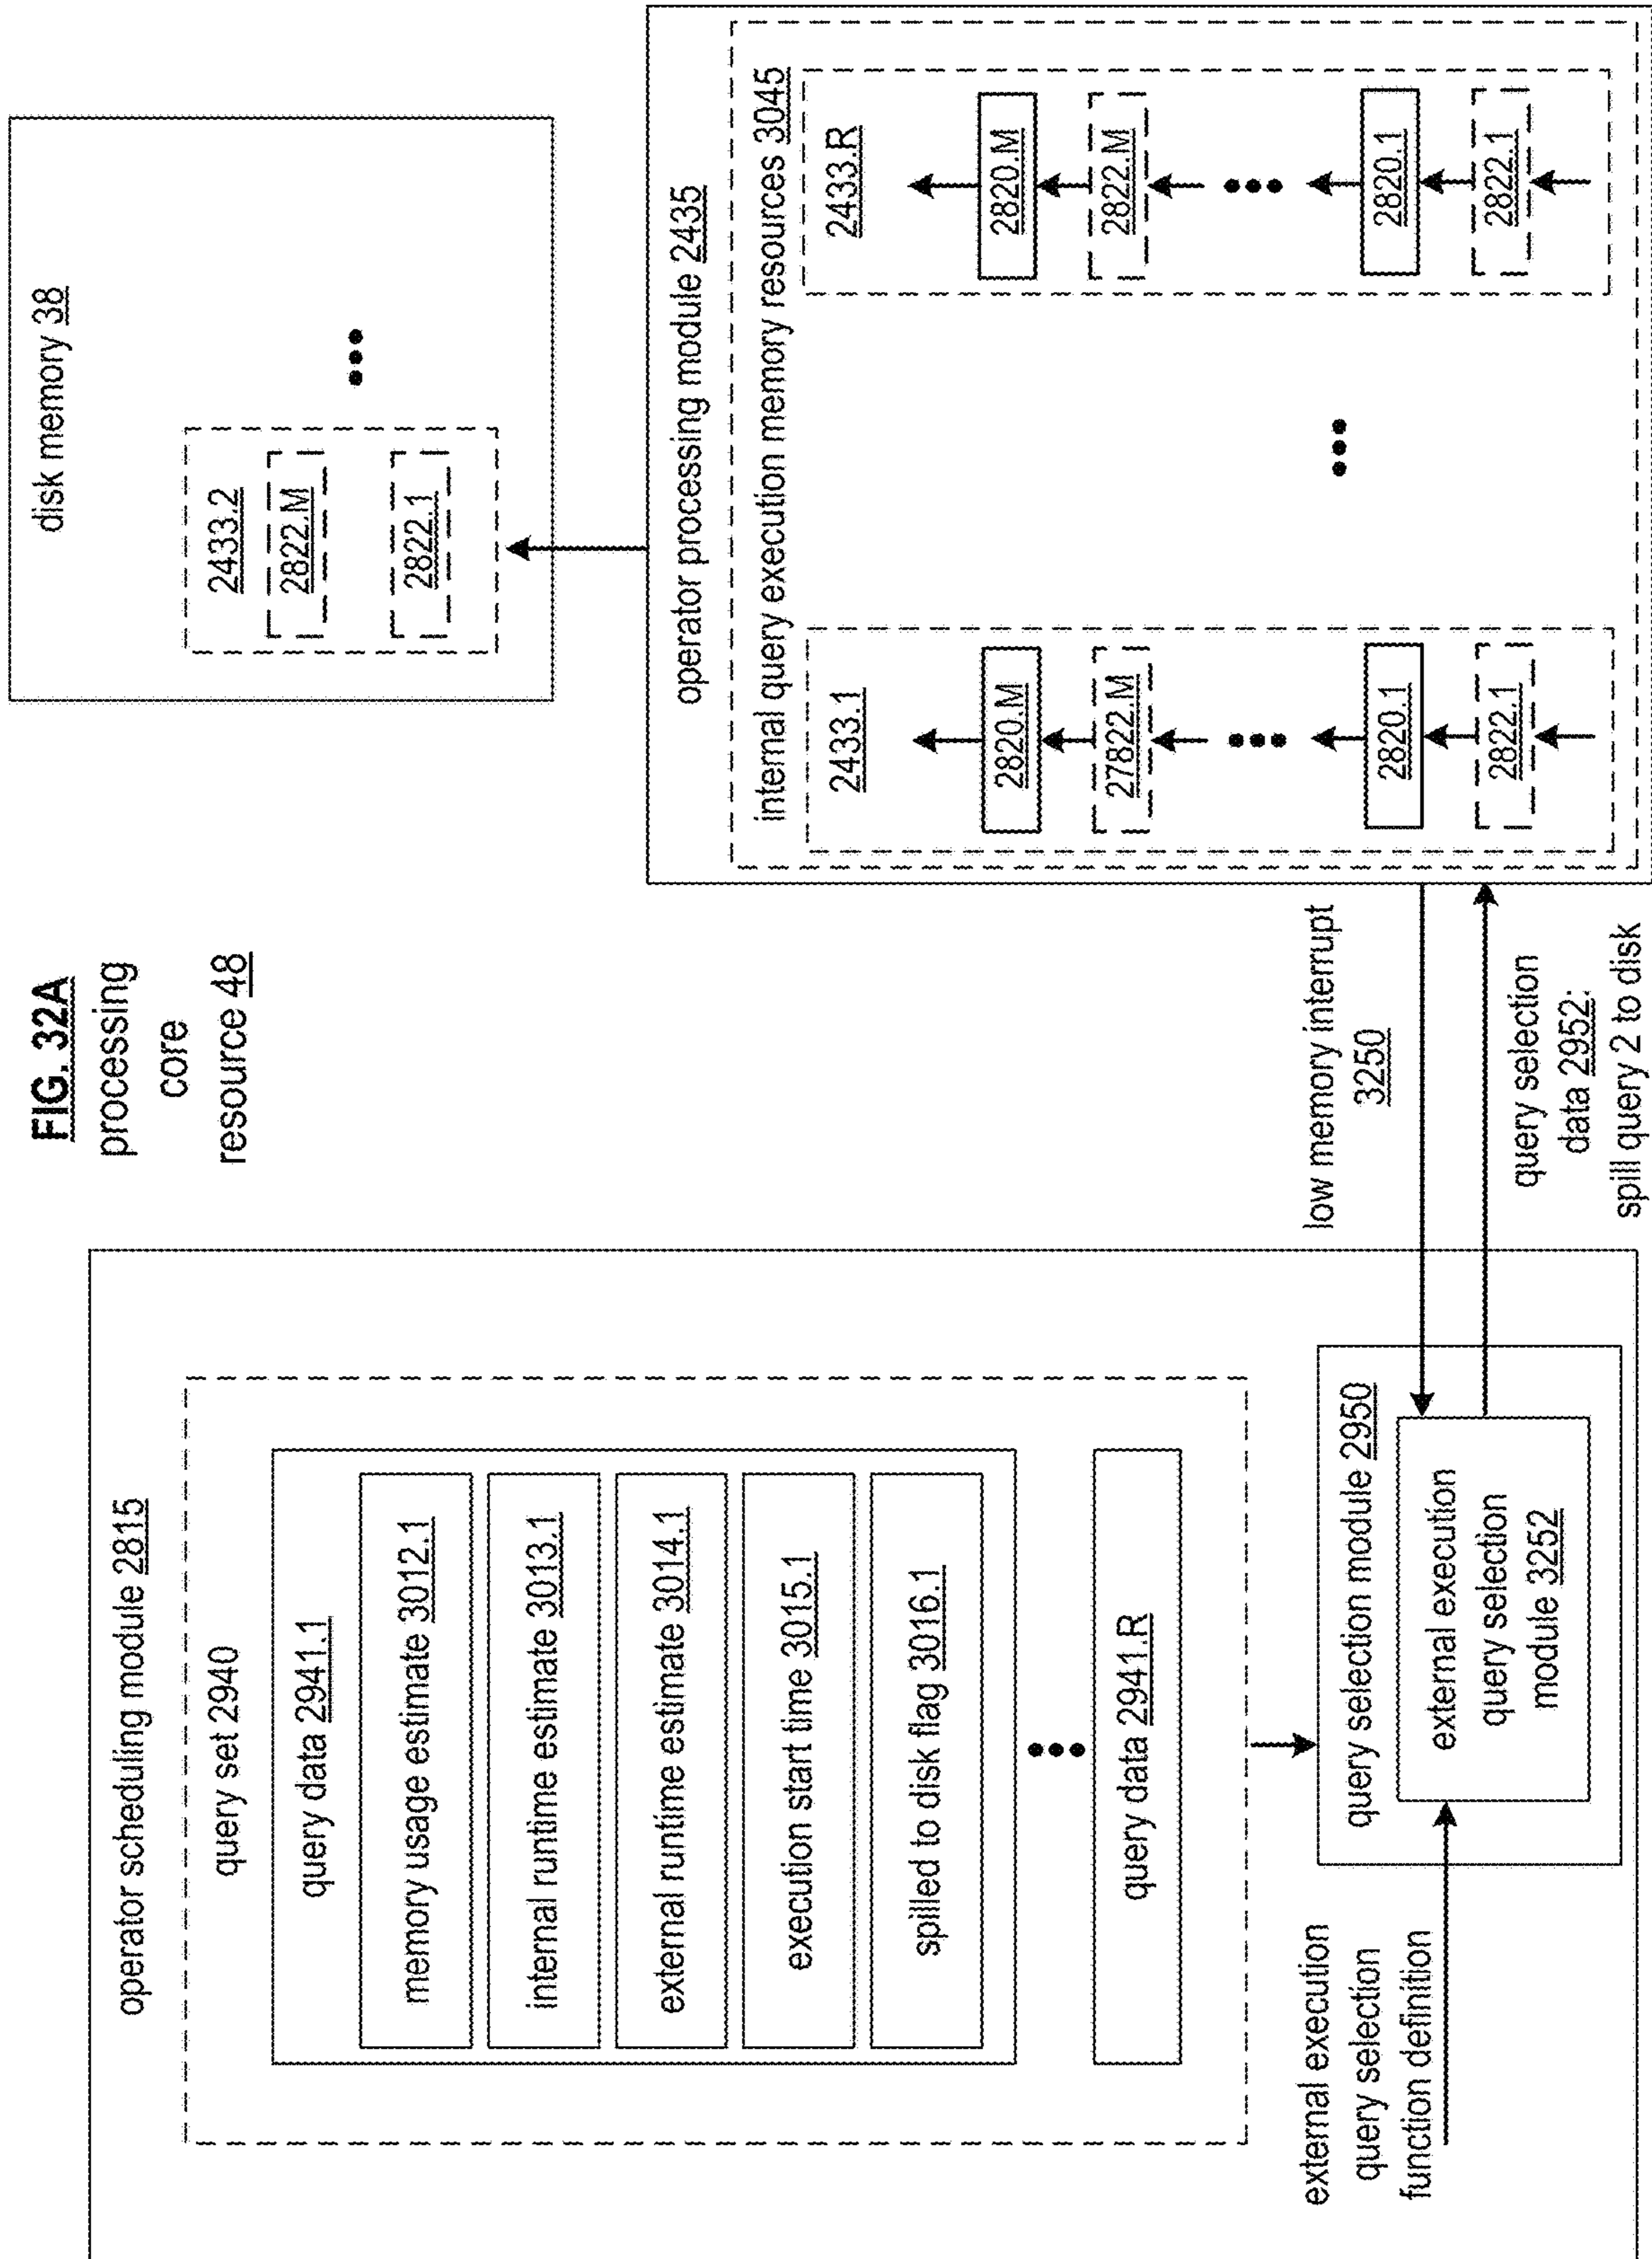 FIG. 32A
processing
core
resource 48
disk memory 38
2433.2
2822.M
2822.1
•••
operator scheduling module 2815
query set 2940
query data 2941.1
memory usage estimate 3012.1
internal runtime estimate 3013.1
external runtime estimate 3014.1
execution start time 3015.1
spilled to disk flag 3016.1
•••
query data 2941.R
external execution
query selection
function definition
query selection module 2950
external execution
query selection
module 3252
low memory interrupt
3250
query selection
data 2952:
spill query 2 to disk
operator processing module 2435
internal query execution memory resources 3045
2433.1
2820.M
27822.M
•••
2820.1
2822.1
•••
2433.R
2820.M
2822.M
•••
2820.1
2822.1